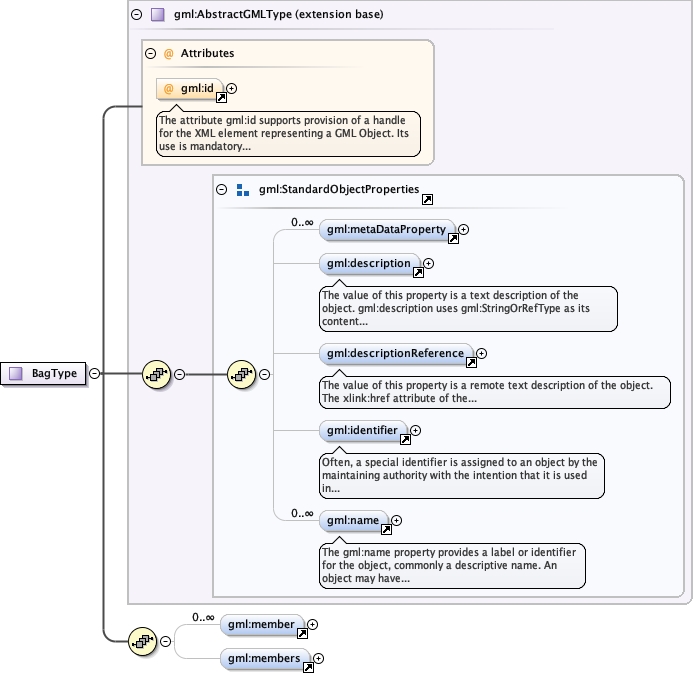 gml:AbstractGMLType (extension base)
@ Attributes
@ gml:id
The attribute gml:id supports provision of a handle
for the XML element representing a GML Object. Its
use is mandatory...
gml:StandardObjectProperties
0..∞
gml:metaDataProperty
gml:description
The value of this property is a text description of the
object. gml:description uses gml:StringOrRefType as its
content...
gml:descriptionReference
The value of this property is a remote text description of the object.
The xlink:href attribute of the...
BagType
gml:identifier
Often, a special identifier is assigned to an object by the
maintaining authority with the intention that it is used
in...
0..∞
gml:name
The gml:name property provides a label or identifier
for the object, commonly a descriptive name. An
object may have...
0..∞
gml:member
gml:members